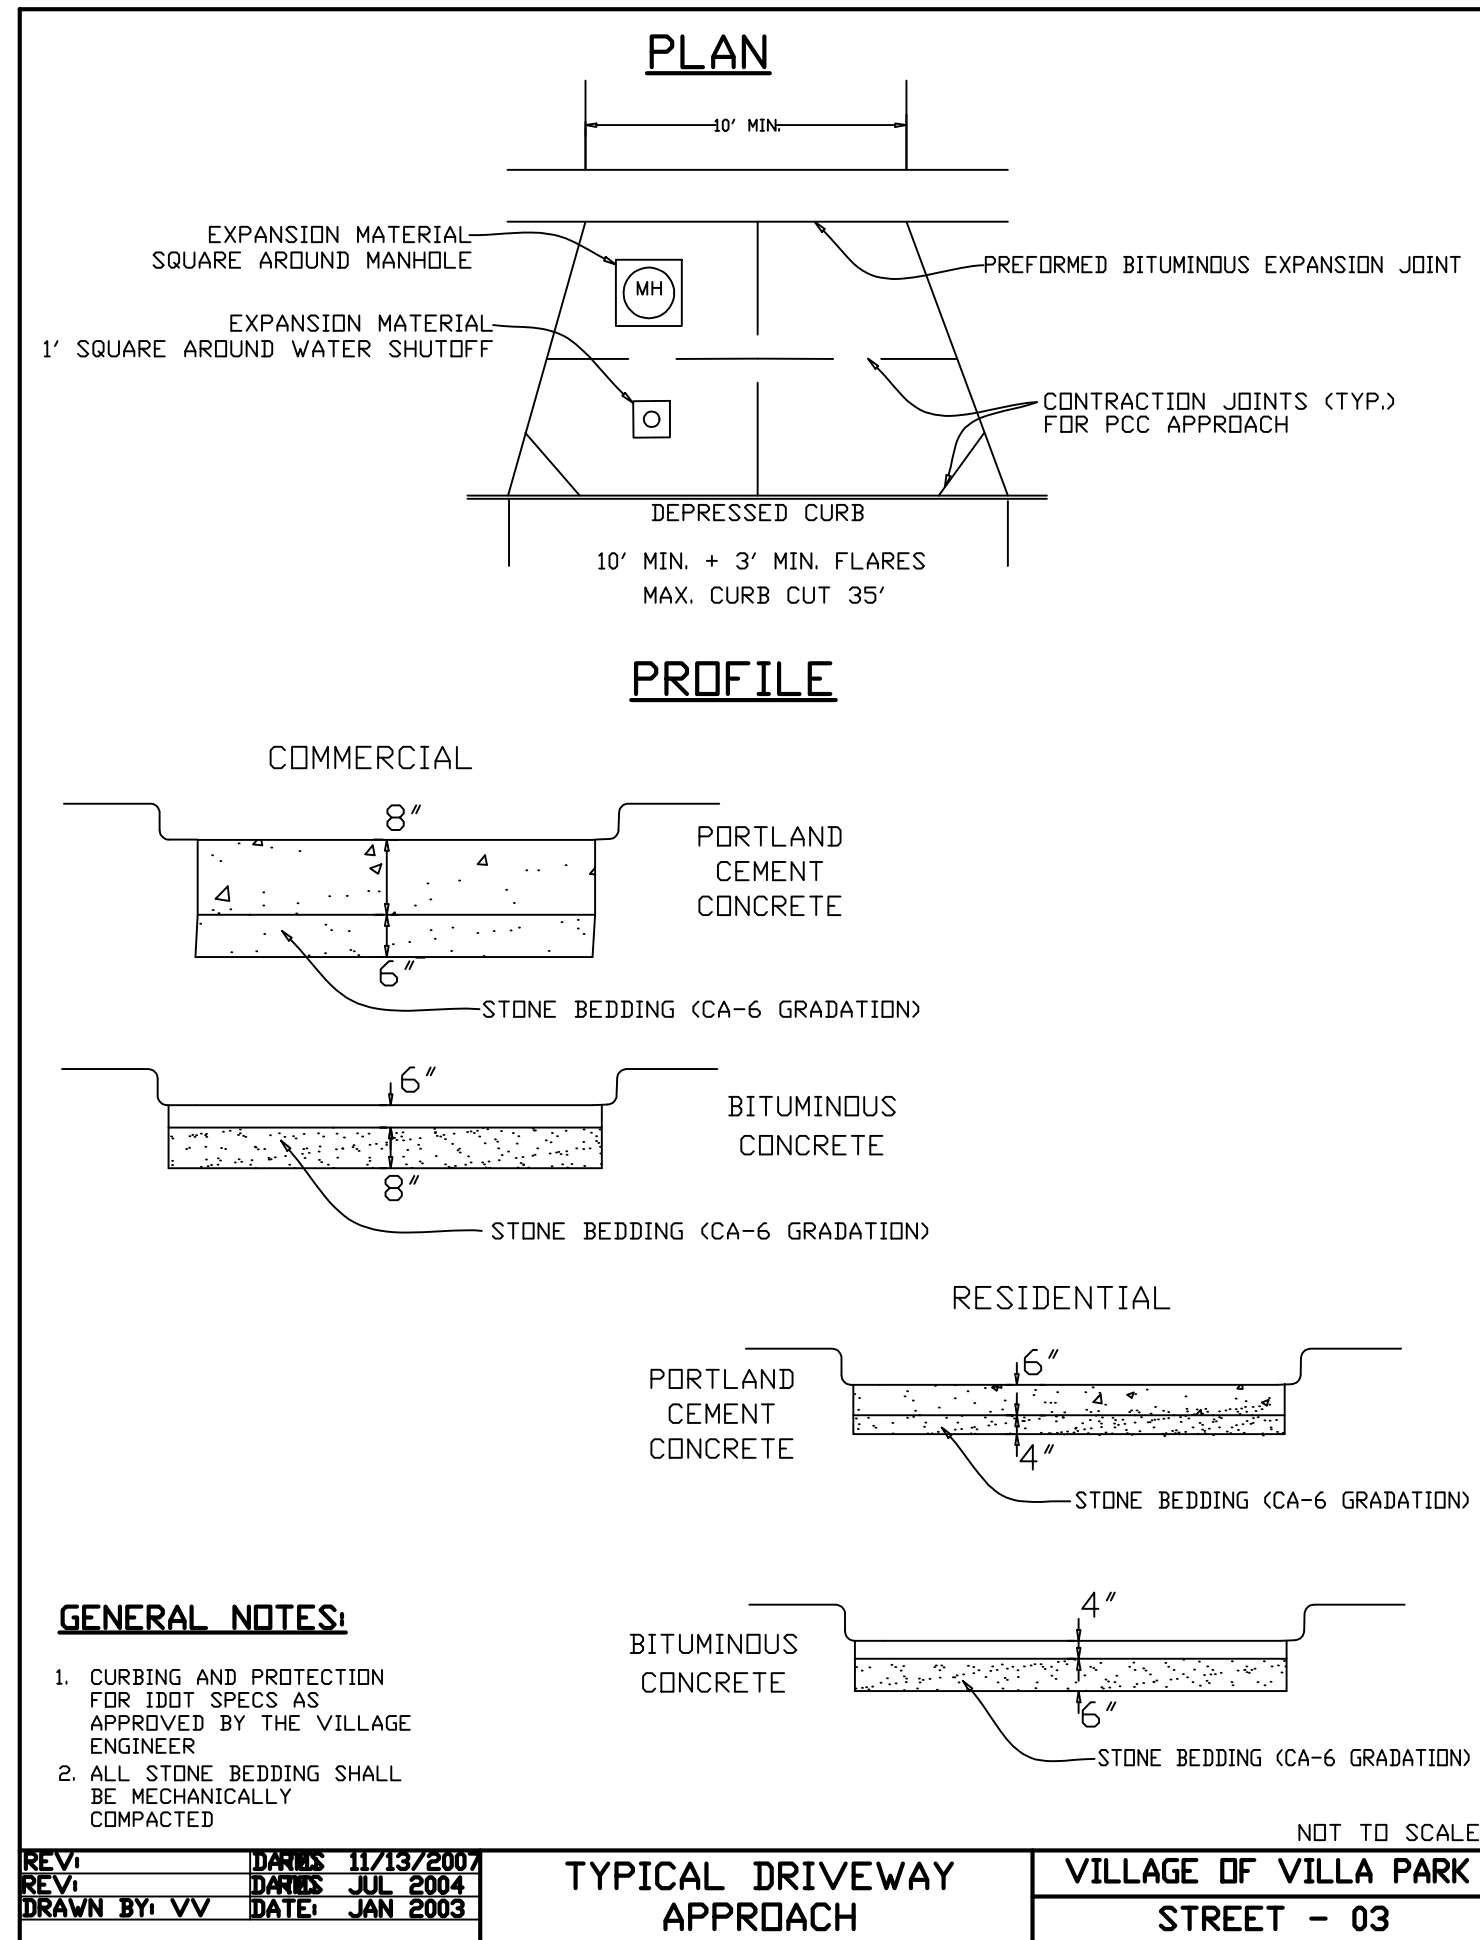 PLAN
10' MIN.
EXPANSION MATERIAL
SQUARE AROUND MANHOLE
MH
PREFORMED BITUMINOUS EXPANSION JOINT
EXPANSION MATERIAL
1' SQUARE AROUND WATER SHUTOFF
CONTRACTION JOINTS (TYP.)
FOR PCC APPROACH
DEPRESSED CURB
10' MIN. + 3' MIN. FLARES
MAX. CURB CUT 35'
PROFILE
COMMERCIAL
8"
PORTLAND
CEMENT
CONCRETE
6"
STONE BEDDING (CA-6 GRADATION)
6"
BITUMINOUS
CONCRETE
8"
STONE BEDDING (CA-6 GRADATION)
RESIDENTIAL
6"
PORTLAND
CEMENT
CONCRETE
4"
STONE BEDDING (CA-6 GRADATION)
4"
BITUMINOUS
CONCRETE
6"
STONE BEDDING (CA-6 GRADATION)
GENERAL NOTES:
1. CURBING AND PROTECTION
FOR IDOT SPECS AS
APPROVED BY THE VILLAGE
ENGINEER
2. ALL STONE BEDDING SHALL
BE MECHANICALLY
COMPACTED
NOT TO SCALE
REV: 11/13/2007
REV: JUL 2004
DRAWN BY: VV DATE: JAN 2003
TYPICAL DRIVEWAY
APPROACH
VILLAGE OF VILLA PARK
STREET - 03